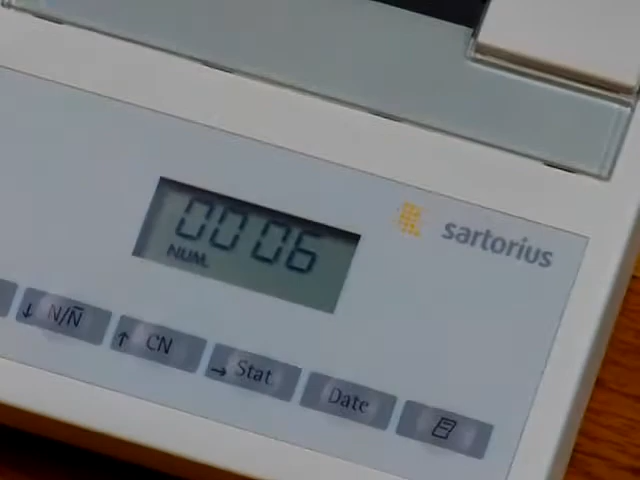 sartorius
0006
NUM
↓ N/N̄
↑ CN
→ Stat
Date